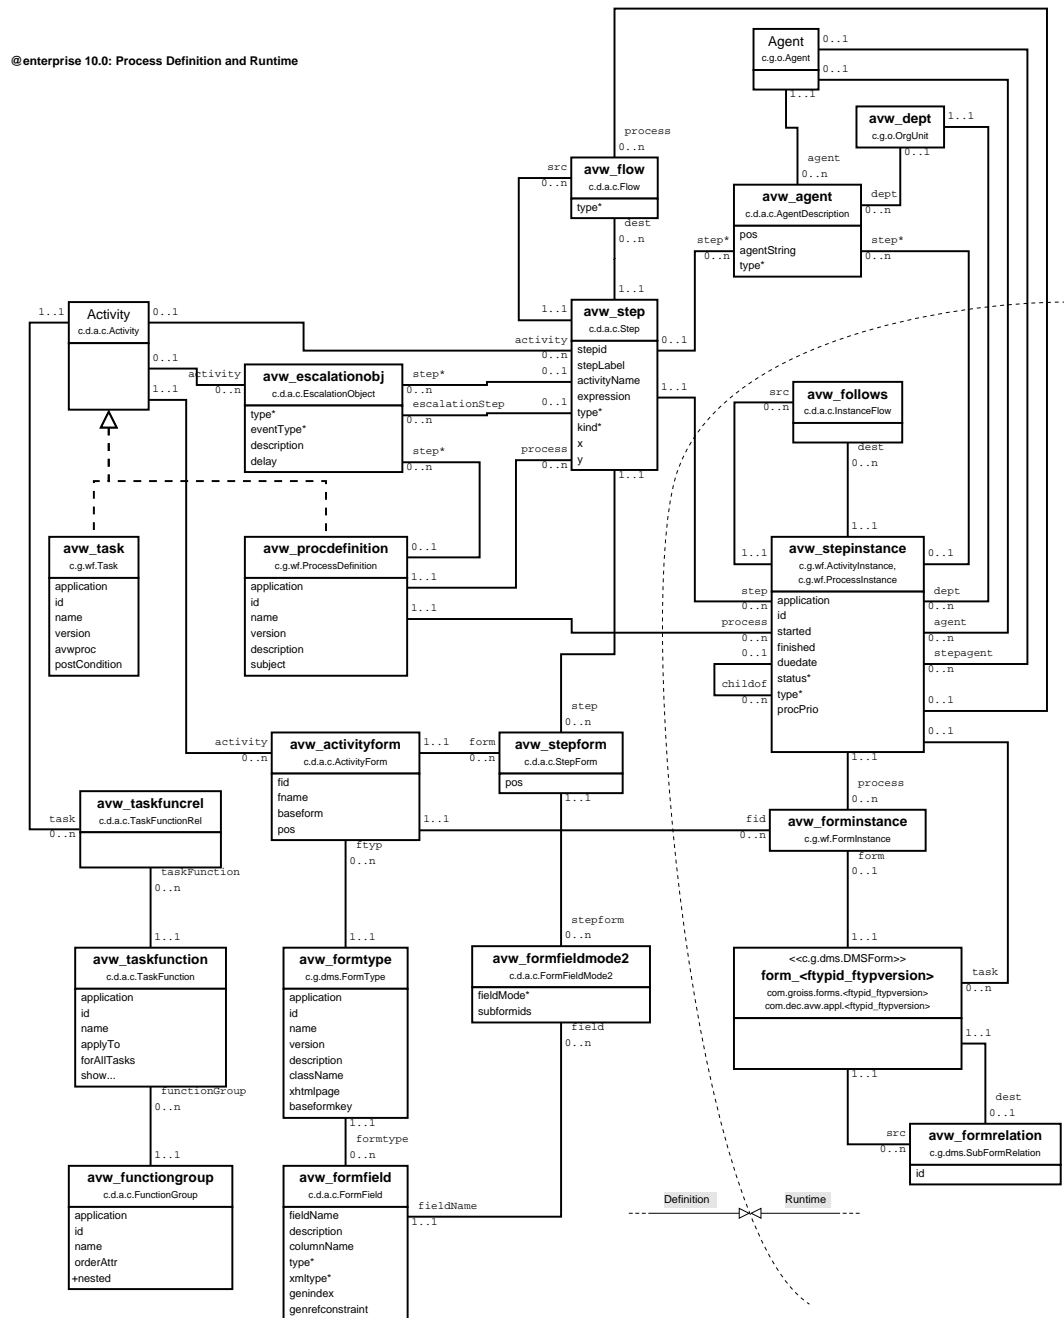 @enterprise 10.0: Process Definition and Runtime
Agent
c.g.o.Agent
0..1
0..1
1..1
avw_dept
c.g.o.OrgUnit
1..1
0..1
process
0..n
src
0..n
avw_flow
c.d.a.c.Flow
type*
dest
0..n
agent
0..n
avw_agent
c.d.a.c.AgentDescription
pos
agentString
type*
dept
0..n
step*
0..n
step*
0..n
1..1
1..1
avw_step
c.d.a.c.Step
stepid
stepLabel
activityName
expression
type*
kind*
x
y
activity
0..n
0..1
0..1
0..1
1..1
process
0..n
1..1
1..1
Activity
c.d.a.c.Activity
0..1
0..1
1..1
activity
0..n
avw_escalationobj
c.d.a.c.EscalationObject
type*
eventType*
description
delay
step*
0..n
escalationStep
0..n
step*
0..n
src
0..n
avw_follows
c.d.a.c.InstanceFlow
dest
0..n
avw_task
c.g.wf.Task
application
id
name
version
avwproc
postCondition
avw_procdefinition
c.g.wf.ProcessDefinition
application
id
name
version
description
subject
0..1
1..1
1..1
1..1
1..1
avw_stepinstance
c.g.wf.ActivityInstance,
c.g.wf.ProcessInstance
application
id
started
finished
duedate
status*
type*
procPrio
step
0..n
process
0..n
0..1
childof
0..n
0..1
dept
0..n
agent
0..n
stepagent
0..n
0..1
0..1
1..1
step
0..n
activity
0..n
avw_activityform
c.d.a.c.ActivityForm
fid
fname
baseform
pos
1..1
form
0..n
avw_stepform
c.d.a.c.StepForm
pos
1..1
1..1
process
0..n
fid
0..n
avw_forminstance
c.g.wf.FormInstance
form
0..1
task
0..n
avw_taskfuncrel
c.d.a.c.TaskFunctionRel
taskFunction
0..n
ftyp
0..n
1..1
avw_taskfunction
c.d.a.c.TaskFunction
application
id
name
applyTo
forAllTasks
show...
functionGroup
0..n
1..1
avw_formtype
c.g.dms.FormType
application
id
name
version
description
className
xhtmlpage
baseformkey
1..1
formtype
0..n
stepform
0..n
avw_formfieldmode2
c.d.a.c.FormFieldMode2
fieldMode*
subformids
field
0..n
1..1
<<c.g.dms.DMSForm>>
form_<ftypid_ftypversion>
com.groiss.forms.<ftypid_ftypversion>
com.dec.avw.appl.<ftypid_ftypversion>
task
0..n
1..1
1..1
dest
0..1
src
0..n
avw_formrelation
c.g.dms.SubFormRelation
id
1..1
avw_functiongroup
c.d.a.c.FunctionGroup
application
id
name
orderAttr
+nested
avw_formfield
c.d.a.c.FormField
fieldName
description
columnName
type*
xmltype*
genindex
genrefconstraint
fieldName
1..1
Definition
Runtime